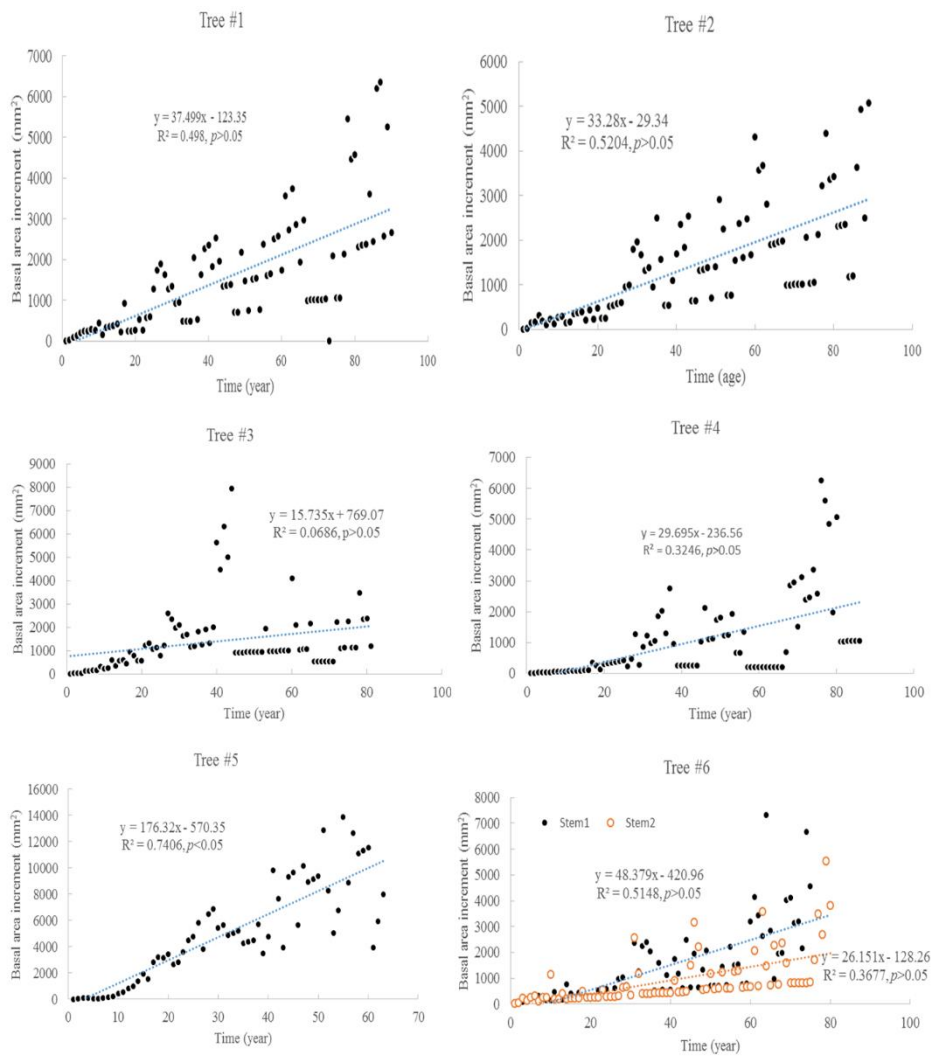 Tree #1
Basal area increment (mm²)
7000
6000
5000
4000
3000
2000
1000
0
y = 37.499x - 123.35
R² = 0.498, p>0.05
0 20 40 60 80 100
Time (year)
Tree #2
Basal area increment (mm²)
6000
5000
4000
3000
2000
1000
0
y = 33.28x - 29.34
R² = 0.5204, p>0.05
0 20 40 60 80 100
Time (age)
Tree #3
Basal area increment (mm²)
9000
8000
7000
6000
5000
4000
3000
2000
1000
0
y = 15.735x + 769.07
R² = 0.0686, p>0.05
0 20 40 60 80 100
Time (year)
Tree #4
Basal area increment (mm²)
7000
6000
5000
4000
3000
2000
1000
0
y = 29.695x - 236.56
R² = 0.3246, p>0.05
0 20 40 60 80 100
Time (year)
Tree #5
Basal area increment (mm²)
16000
14000
12000
10000
8000
6000
4000
2000
0
y = 176.32x - 570.35
R² = 0.7406, p<0.05
0 10 20 30 40 50 60 70
Time (year)
Tree #6
Basal area increment (mm²)
8000
7000
6000
5000
4000
3000
2000
1000
0
Stem1 Stem2
y = 48.379x - 420.96
R² = 0.5148, p>0.05
y = 26.151x - 128.26
R² = 0.3677, p>0.05
0 20 40 60 80 100
Time (year)